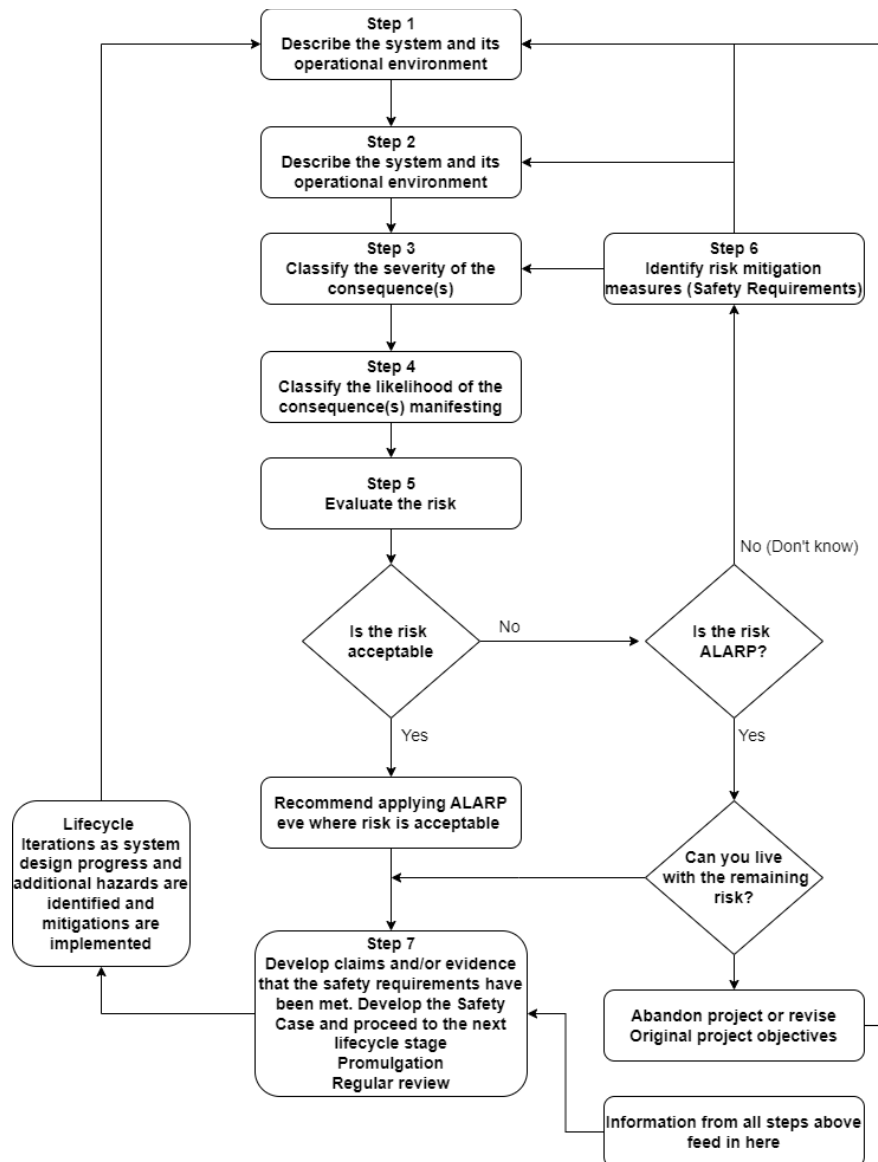 Step 1
Describe the system and its
operational environment
Step 2
Describe the system and its
operational environment
Step 3
Classify the severity of the
consequence(s)
Step 6
Identify risk mitigation
measures (Safety Requirements)
Step 4
Classify the likelihood of the
consequence(s) manifesting
Step 5
Evaluate the risk
No (Don't know)
Is the risk
acceptable
No
Is the risk
ALARP?
Yes
Yes
Recommend applying ALARP
eve where risk is acceptable
Lifecycle
Iterations as system
design progress and
additional hazards are
identified and
mitigations are
implemented
Can you live
with the remaining
risk?
Step 7
Develop claims and/or evidence
that the safety requirements have
been met. Develop the Safety
Case and proceed to the next
lifecycle stage
Promulgation
Regular review
Abandon project or revise
Original project objectives
Information from all steps above
feed in here